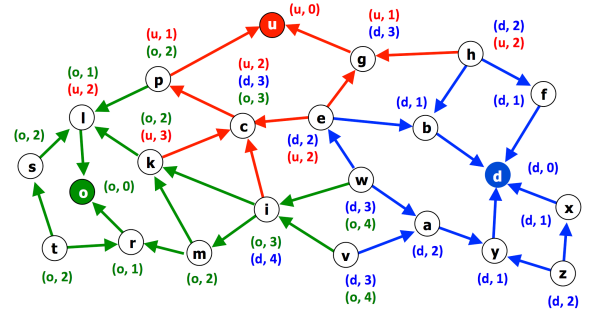 u
(u, 0)
(u, 1)
(o, 2)
p
(u, 1)
(d, 3)
g
(d, 2)
(u, 2)
h
f
(d, 1)
(o, 1)
(u, 2)
l
(u, 2)
(d, 3)
(o, 3)
c
e
(d, 2)
(u, 2)
(d, 1)
b
(o, 2)
s
(o, 2)
(u, 3)
k
d
(d, 0)
o
(o, 0)
w
(d, 3)
(o, 4)
x
(d, 1)
i
(o, 3)
(d, 4)
a
(d, 2)
t
(o, 2)
r
(o, 1)
m
(o, 2)
v
(d, 3)
(o, 4)
y
(d, 1)
z
(d, 2)